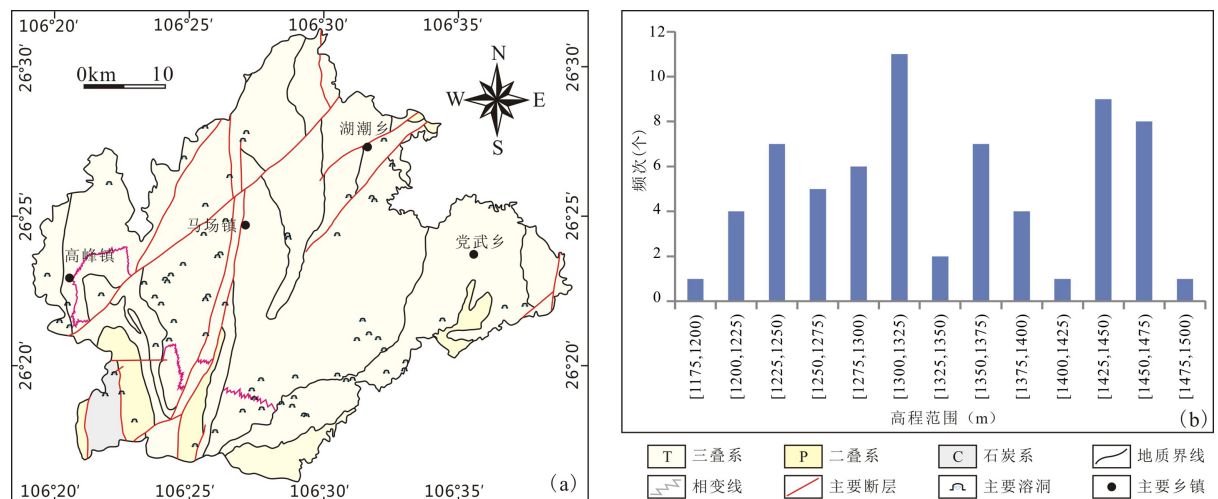 106°20′ 106°25′ 106°30′ 106°35′
26°30′ 26°30′
0km 10
N
W E
S
湖潮乡
26°25′ 26°25′
马场镇
党武乡
高峰镇
26°20′ 26°20′
106°20′ 106°25′ 106°30′ 106°35′
(a)
12
10
8
6
4
2
0
频次(个)
[1175,1200)
[1200,1225)
[1225,1250)
[1250,1275)
[1275,1300)
[1300,1325)
[1325,1350)
[1350,1375)
[1375,1400)
[1400,1425)
[1425,1450)
[1450,1475)
[1475,1500)
高程范围（m）
(b)
T 三叠系 P 二叠系 C 石炭系 地质界线
相变线 主要断层 主要溶洞 主要乡镇